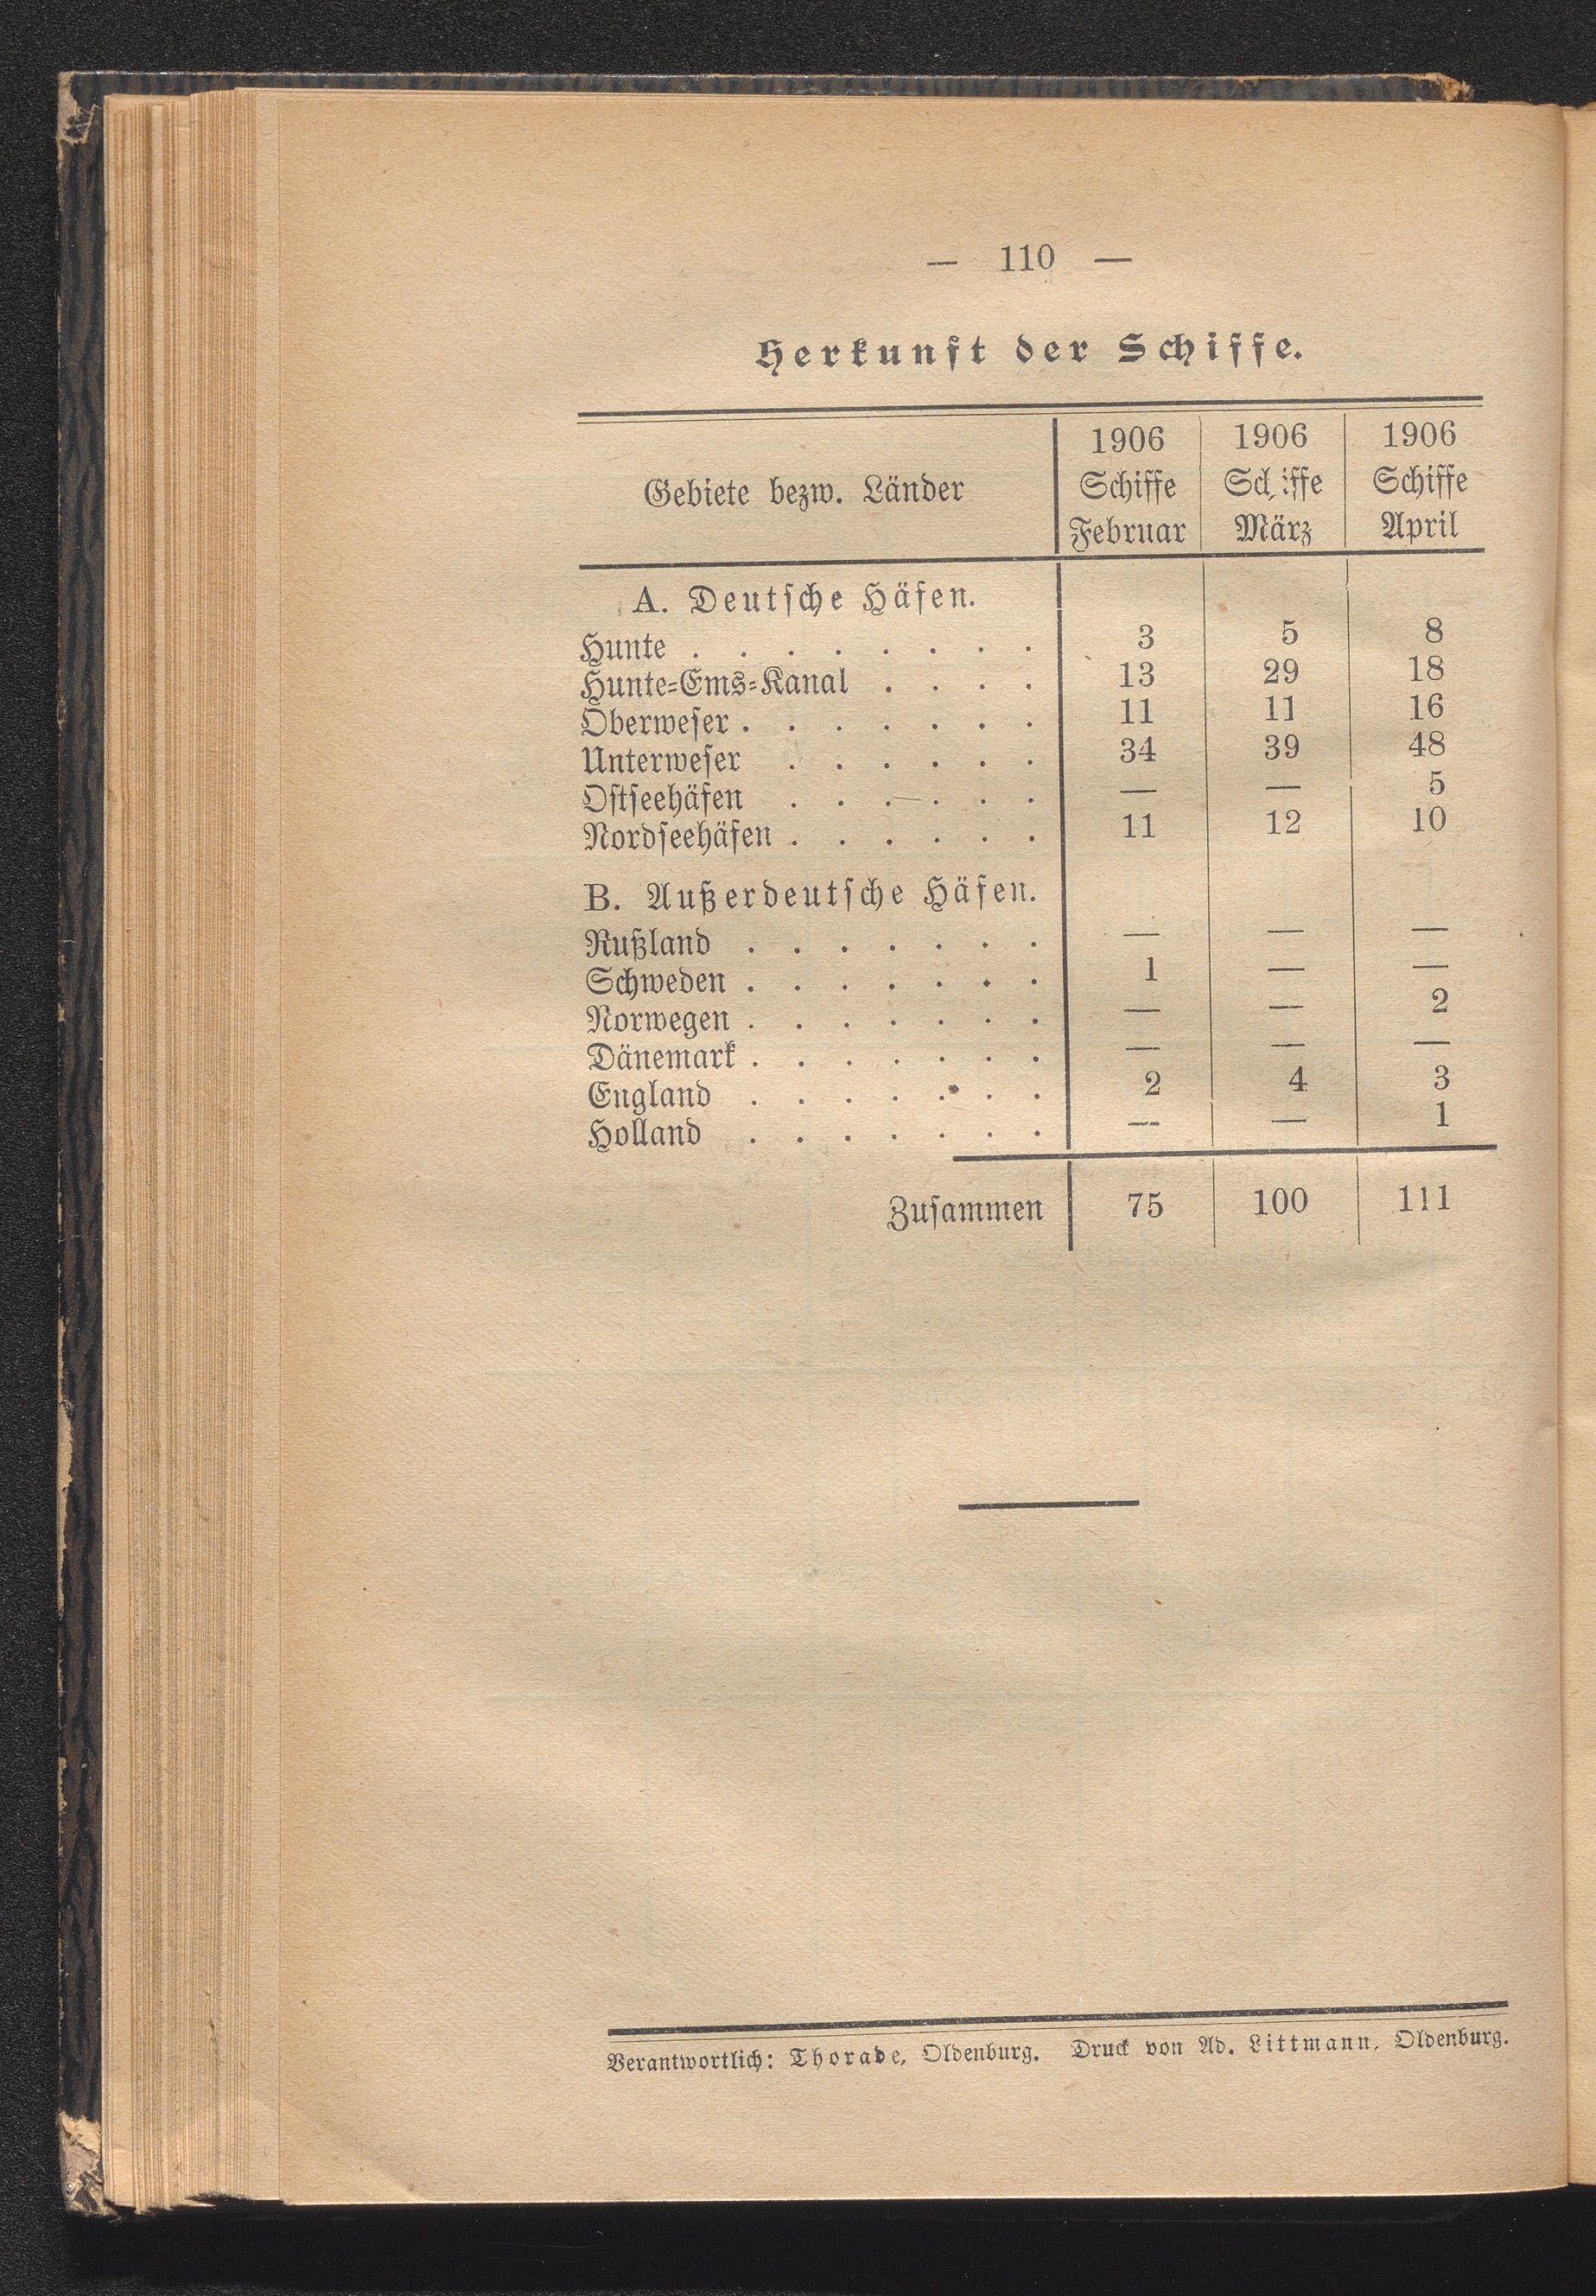 — 110 —
Herkunft der Schiffe.
Gebiete bezw. Länder
1906 1906 1906
Schiffe Schiffe Schiffe
Februar März April
A. Deutsche Häfen.
Hunte . . . . . . . . 3 5 8
Hunte-Ems-Kanal . . . . 13 29 18
Oberweser . . . . . . . 11 11 16
Unterweser . . . . . . 34 39 48
Ostseehäfen . . . . . . — — 5
Nordseehäfen . . . . . . 11 12 10
B. Außerdeutsche Häfen.
Rußland . . . . . . . — — —
Schweden . . . . . . . 1 — —
Norwegen . . . . . . . — — 2
Dänemark . . . . . . . — — —
England . . . . . . . 2 4 3
Holland . . . . . . . — — 1
Zusammen 75 100 111
Verantwortlich: Thorade, Oldenburg. Druck von Ad. Littmann, Oldenburg.